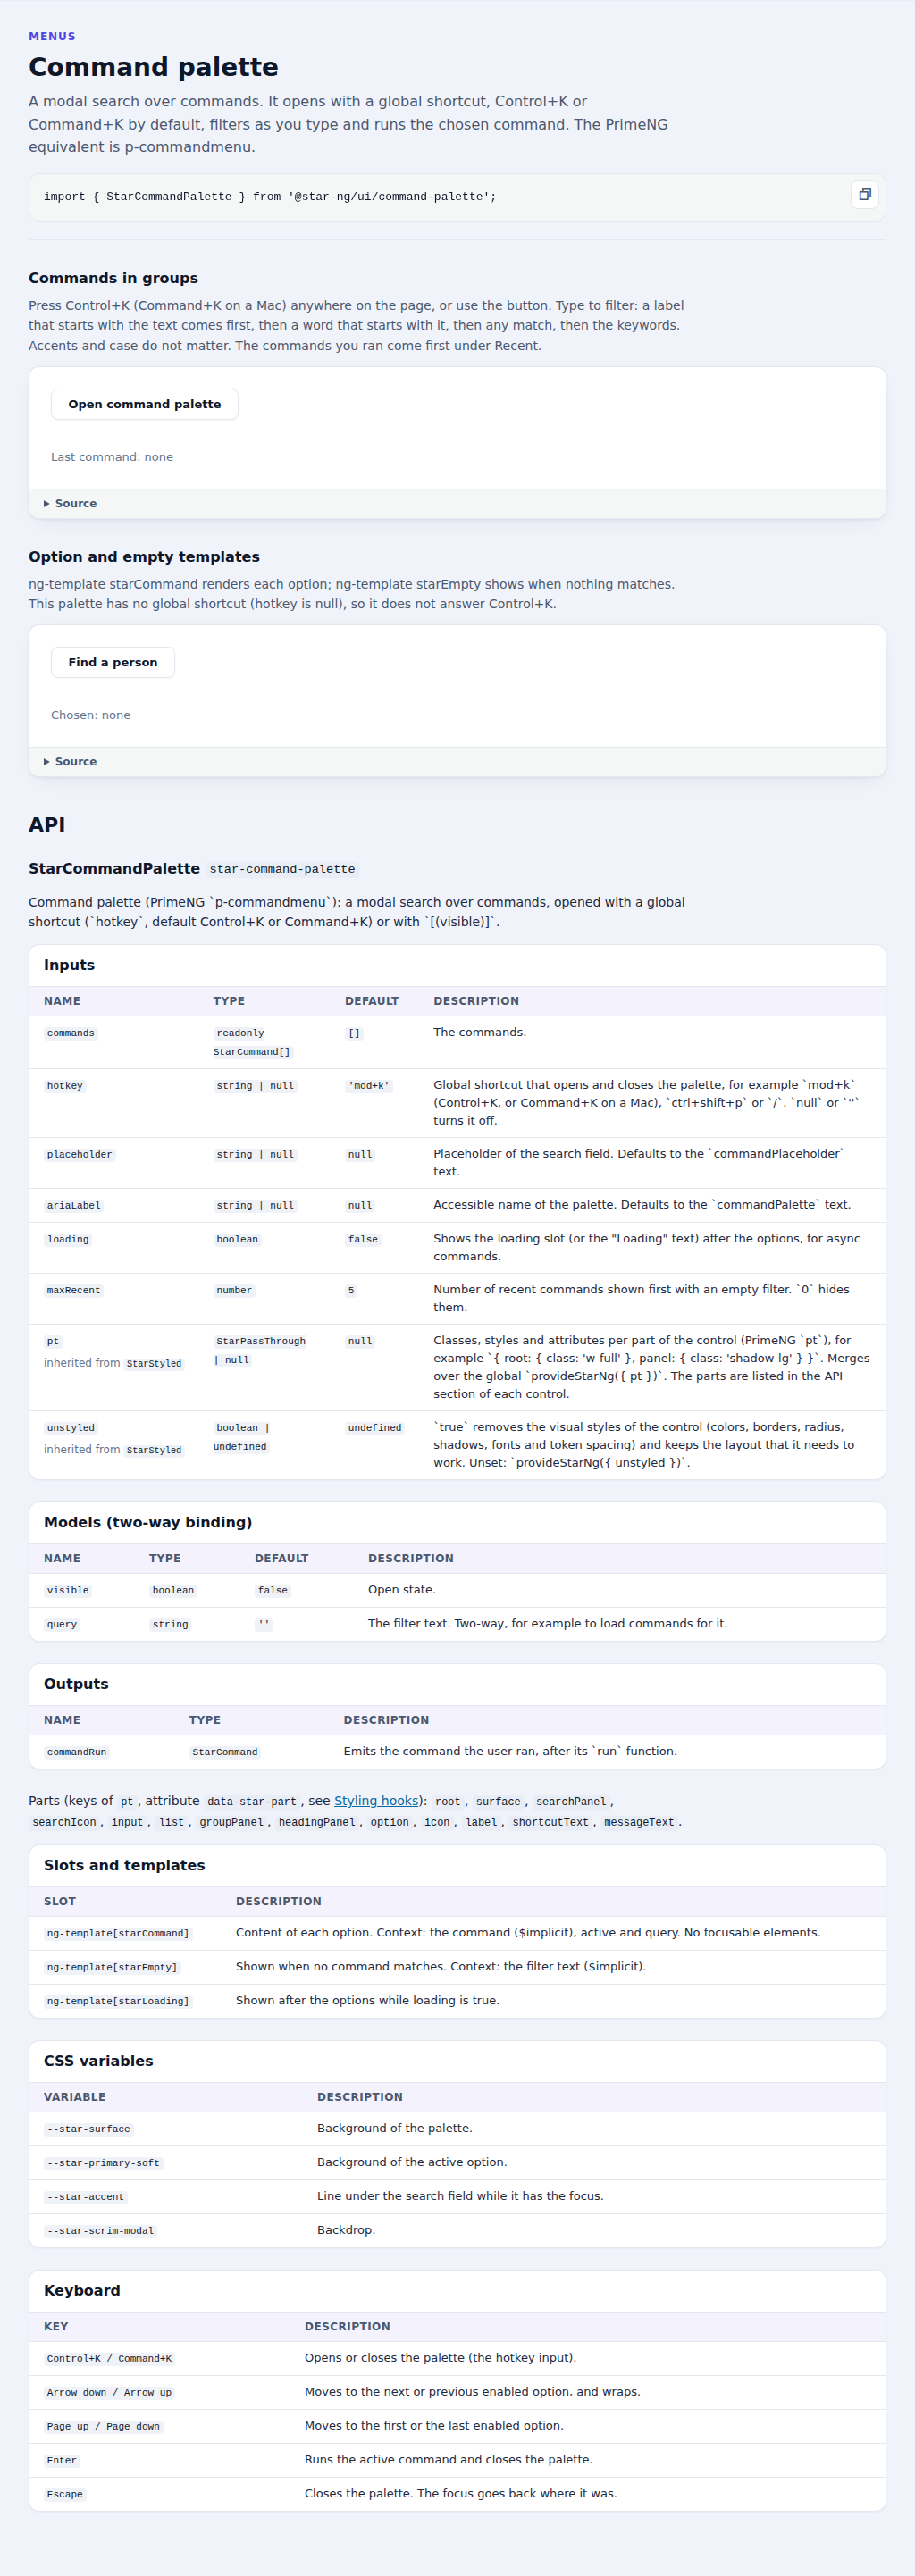 MENUS
Command palette
A modal search over commands. It opens with a global shortcut, Control+K or
Command+K by default, filters as you type and runs the chosen command. The PrimeNG
equivalent is p-commandmenu.
import { StarCommandPalette } from '@star-ng/ui/command-palette';
Commands in groups
Press Control+K (Command+K on a Mac) anywhere on the page, or use the button. Type to filter: a label
that starts with the text comes first, then a word that starts with it, then any match, then the keywords.
Accents and case do not matter. The commands you ran come first under Recent.
Open command palette
Last command: none
Source
Option and empty templates
ng-template starCommand renders each option; ng-template starEmpty shows when nothing matches.
This palette has no global shortcut (hotkey is null), so it does not answer Control+K.
Find a person
Chosen: none
Source
API
StarCommandPalette star-command-palette
Command palette (PrimeNG `p-commandmenu`): a modal search over commands, opened with a global
shortcut (`hotkey`, default Control+K or Command+K) or with `[(visible)]`.
Inputs
NAME TYPE DEFAULT DESCRIPTION
commands readonly [] The commands.
StarCommand[]
hotkey string | null 'mod+k' Global shortcut that opens and closes the palette, for example `mod+k`
(Control+K, or Command+K on a Mac), `ctrl+shift+p` or `/`. `null` or `''`
turns it off.
placeholder string | null null Placeholder of the search field. Defaults to the `commandPlaceholder`
text.
ariaLabel string | null null Accessible name of the palette. Defaults to the `commandPalette` text.
loading boolean false Shows the loading slot (or the "Loading" text) after the options, for async
commands.
maxRecent number 5 Number of recent commands shown first with an empty filter. `0` hides
them.
pt StarPassThrough null Classes, styles and attributes per part of the control (PrimeNG `pt`), for
inherited from StarStyled | null example `{ root: { class: 'w-full' }, panel: { class: 'shadow-lg' } }`. Merges
over the global `provideStarNg({ pt })`. The parts are listed in the API
section of each control.
unstyled boolean | undefined `true` removes the visual styles of the control (colors, borders, radius,
inherited from StarStyled undefined shadows, fonts and token spacing) and keeps the layout that it needs to
work. Unset: `provideStarNg({ unstyled })`.
Models (two-way binding)
NAME TYPE DEFAULT DESCRIPTION
visible boolean false Open state.
query string '' The filter text. Two-way, for example to load commands for it.
Outputs
NAME TYPE DESCRIPTION
commandRun StarCommand Emits the command the user ran, after its `run` function.
Parts (keys of pt, attribute data-star-part, see Styling hooks): root, surface, searchPanel,
searchIcon, input, list, groupPanel, headingPanel, option, icon, label, shortcutText, messageText.
Slots and templates
SLOT DESCRIPTION
ng-template[starCommand] Content of each option. Context: the command ($implicit), active and query. No focusable elements.
ng-template[starEmpty] Shown when no command matches. Context: the filter text ($implicit).
ng-template[starLoading] Shown after the options while loading is true.
CSS variables
VARIABLE DESCRIPTION
--star-surface Background of the palette.
--star-primary-soft Background of the active option.
--star-accent Line under the search field while it has the focus.
--star-scrim-modal Backdrop.
Keyboard
KEY DESCRIPTION
Control+K / Command+K Opens or closes the palette (the hotkey input).
Arrow down / Arrow up Moves to the next or previous enabled option, and wraps.
Page up / Page down Moves to the first or the last enabled option.
Enter Runs the active command and closes the palette.
Escape Closes the palette. The focus goes back where it was.